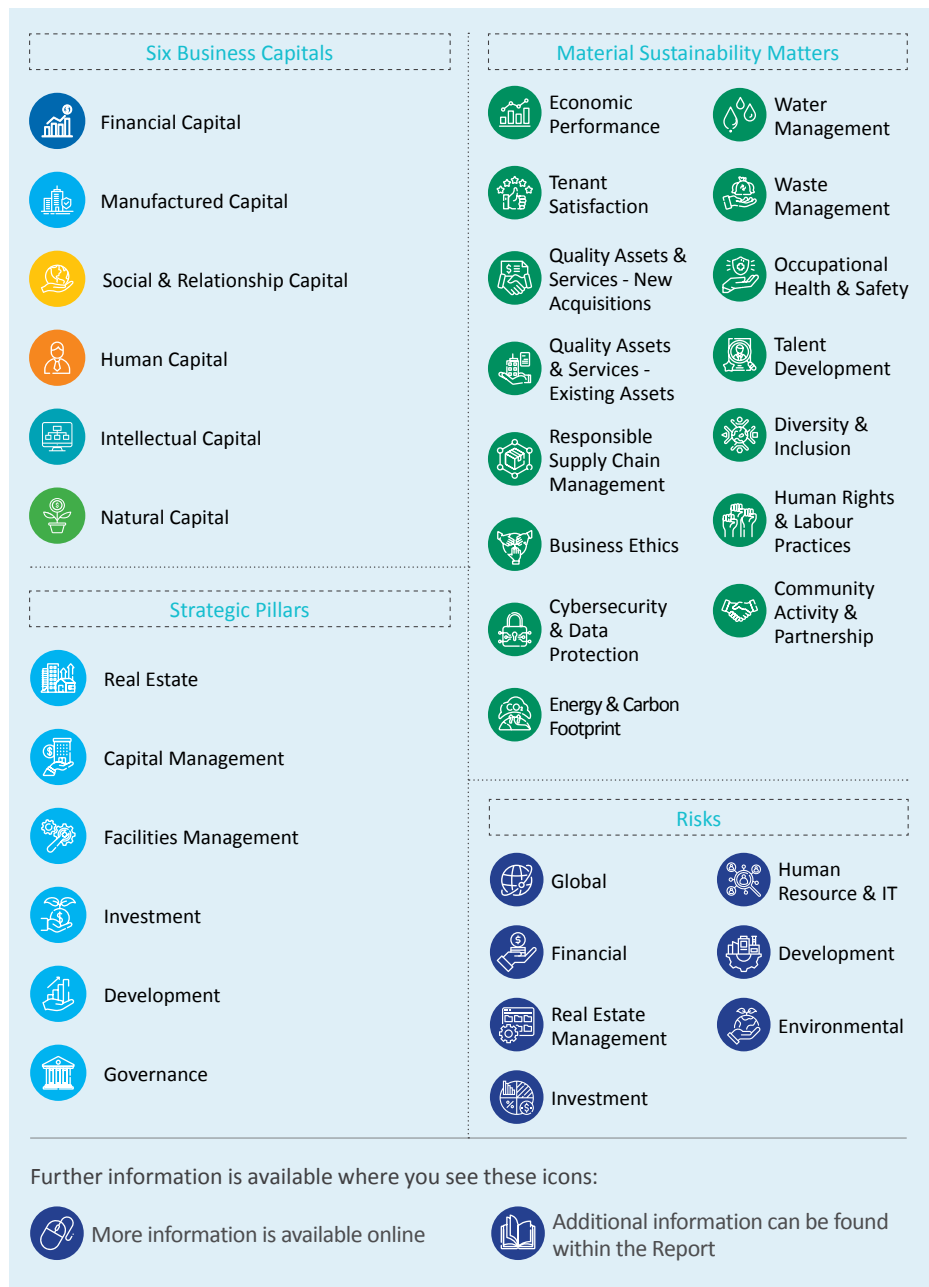 Six Business Capitals
Financial Capital
Manufactured Capital
Social & Relationship Capital
Human Capital
Intellectual Capital
Natural Capital
Strategic Pillars
Real Estate
Capital Management
Facilities Management
Investment
Development
Governance
Material Sustainability Matters
Economic
Performance
Tenant
Satisfaction
Quality Assets &
Services - New
Acquisitions
Quality Assets
& Services -
Existing Assets
Responsible
Supply Chain
Management
Business Ethics
Cybersecurity
& Data
Protection
CO₂
Energy & Carbon
Footprint
Water
Management
Waste
Management
Occupational
Health & Safety
Talent
Development
Diversity &
Inclusion
Human Rights
& Labour
Practices
Community
Activity &
Partnership
Risks
Global
Financial
Real Estate
Management
Investment
Human
Resource & IT
Development
Environmental
Further information is available where you see these icons:
More information is available online
Additional information can be found
within the Report